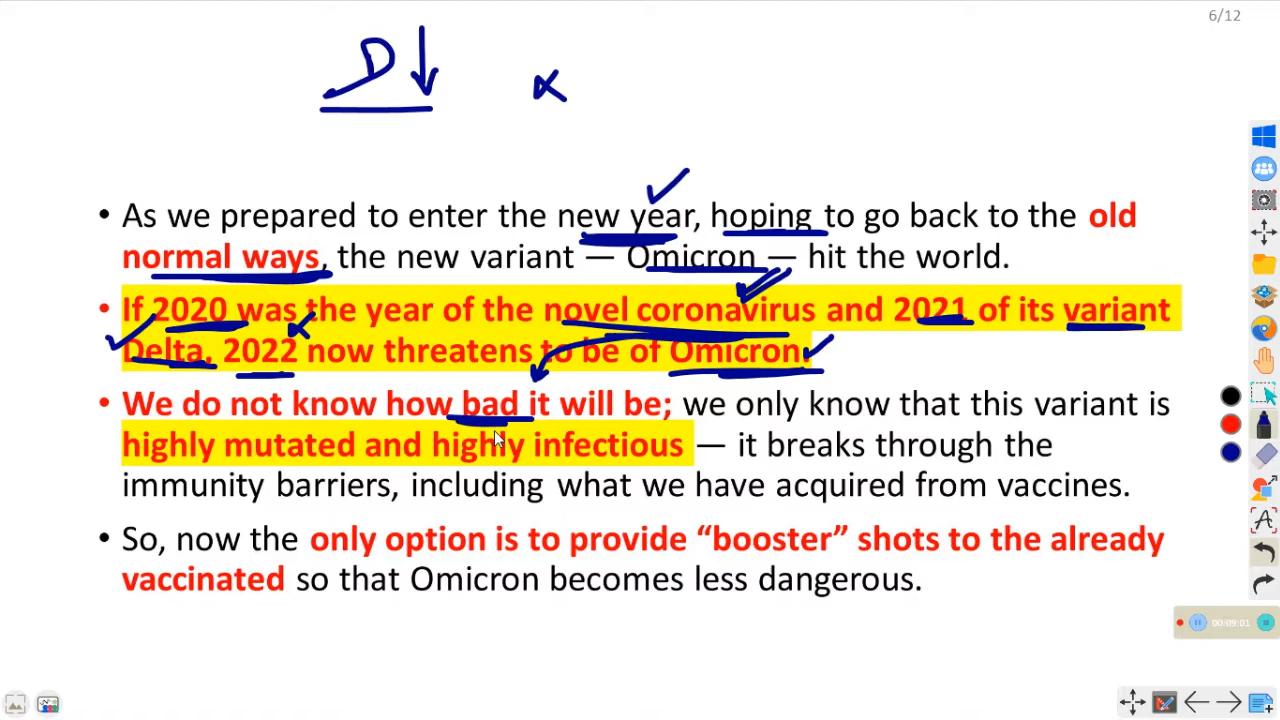 6/12
D↓ ∝
• As we prepared to enter the new year, hoping to go back to the old
normal ways, the new variant — Omicron — hit the world.
• If 2020 was the year of the novel coronavirus and 2021 of its variant
Delta, 2022 now threatens to be of Omicron.
• We do not know how bad it will be; we only know that this variant is
highly mutated and highly infectious — it breaks through the
immunity barriers, including what we have acquired from vaccines.
• So, now the only option is to provide “booster” shots to the already
vaccinated so that Omicron becomes less dangerous.
00:09:01